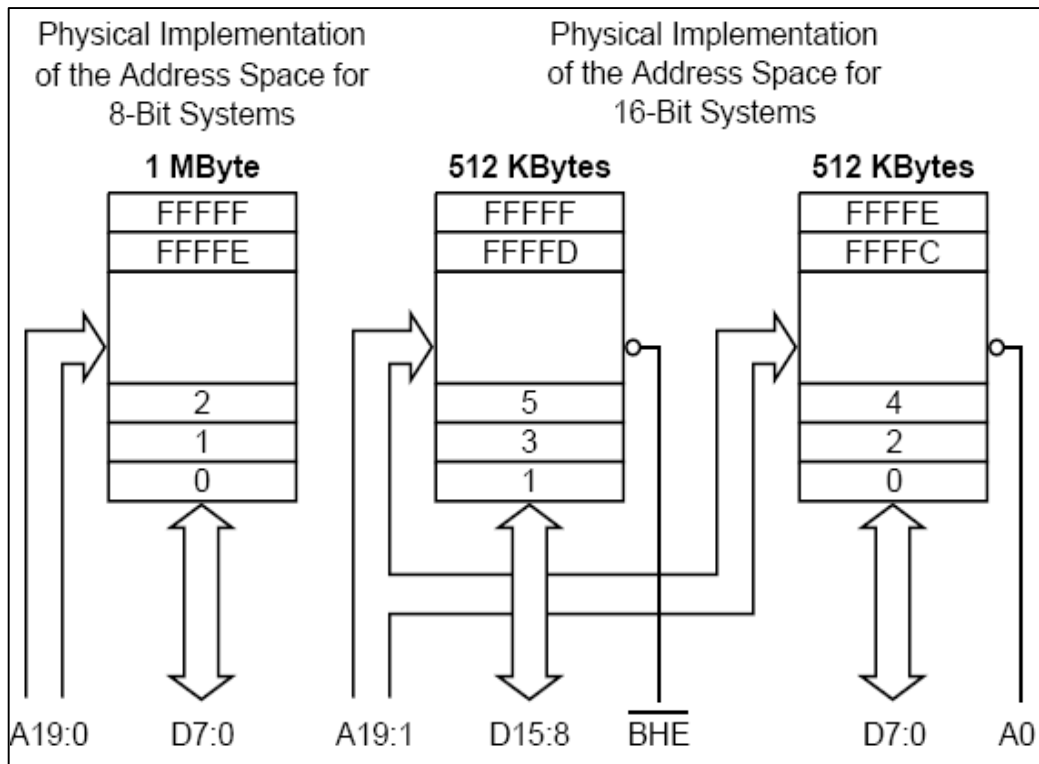 Physical Implementation
of the Address Space for
8-Bit Systems
Physical Implementation
of the Address Space for
16-Bit Systems
1 MByte
FFFFF
FFFFE
2
1
0
512 KBytes
FFFFF
FFFFD
5
3
1
512 KBytes
FFFFE
FFFFC
4
2
0
A19:0
D7:0
A19:1
D15:8
B̅H̅E̅
D7:0
A0